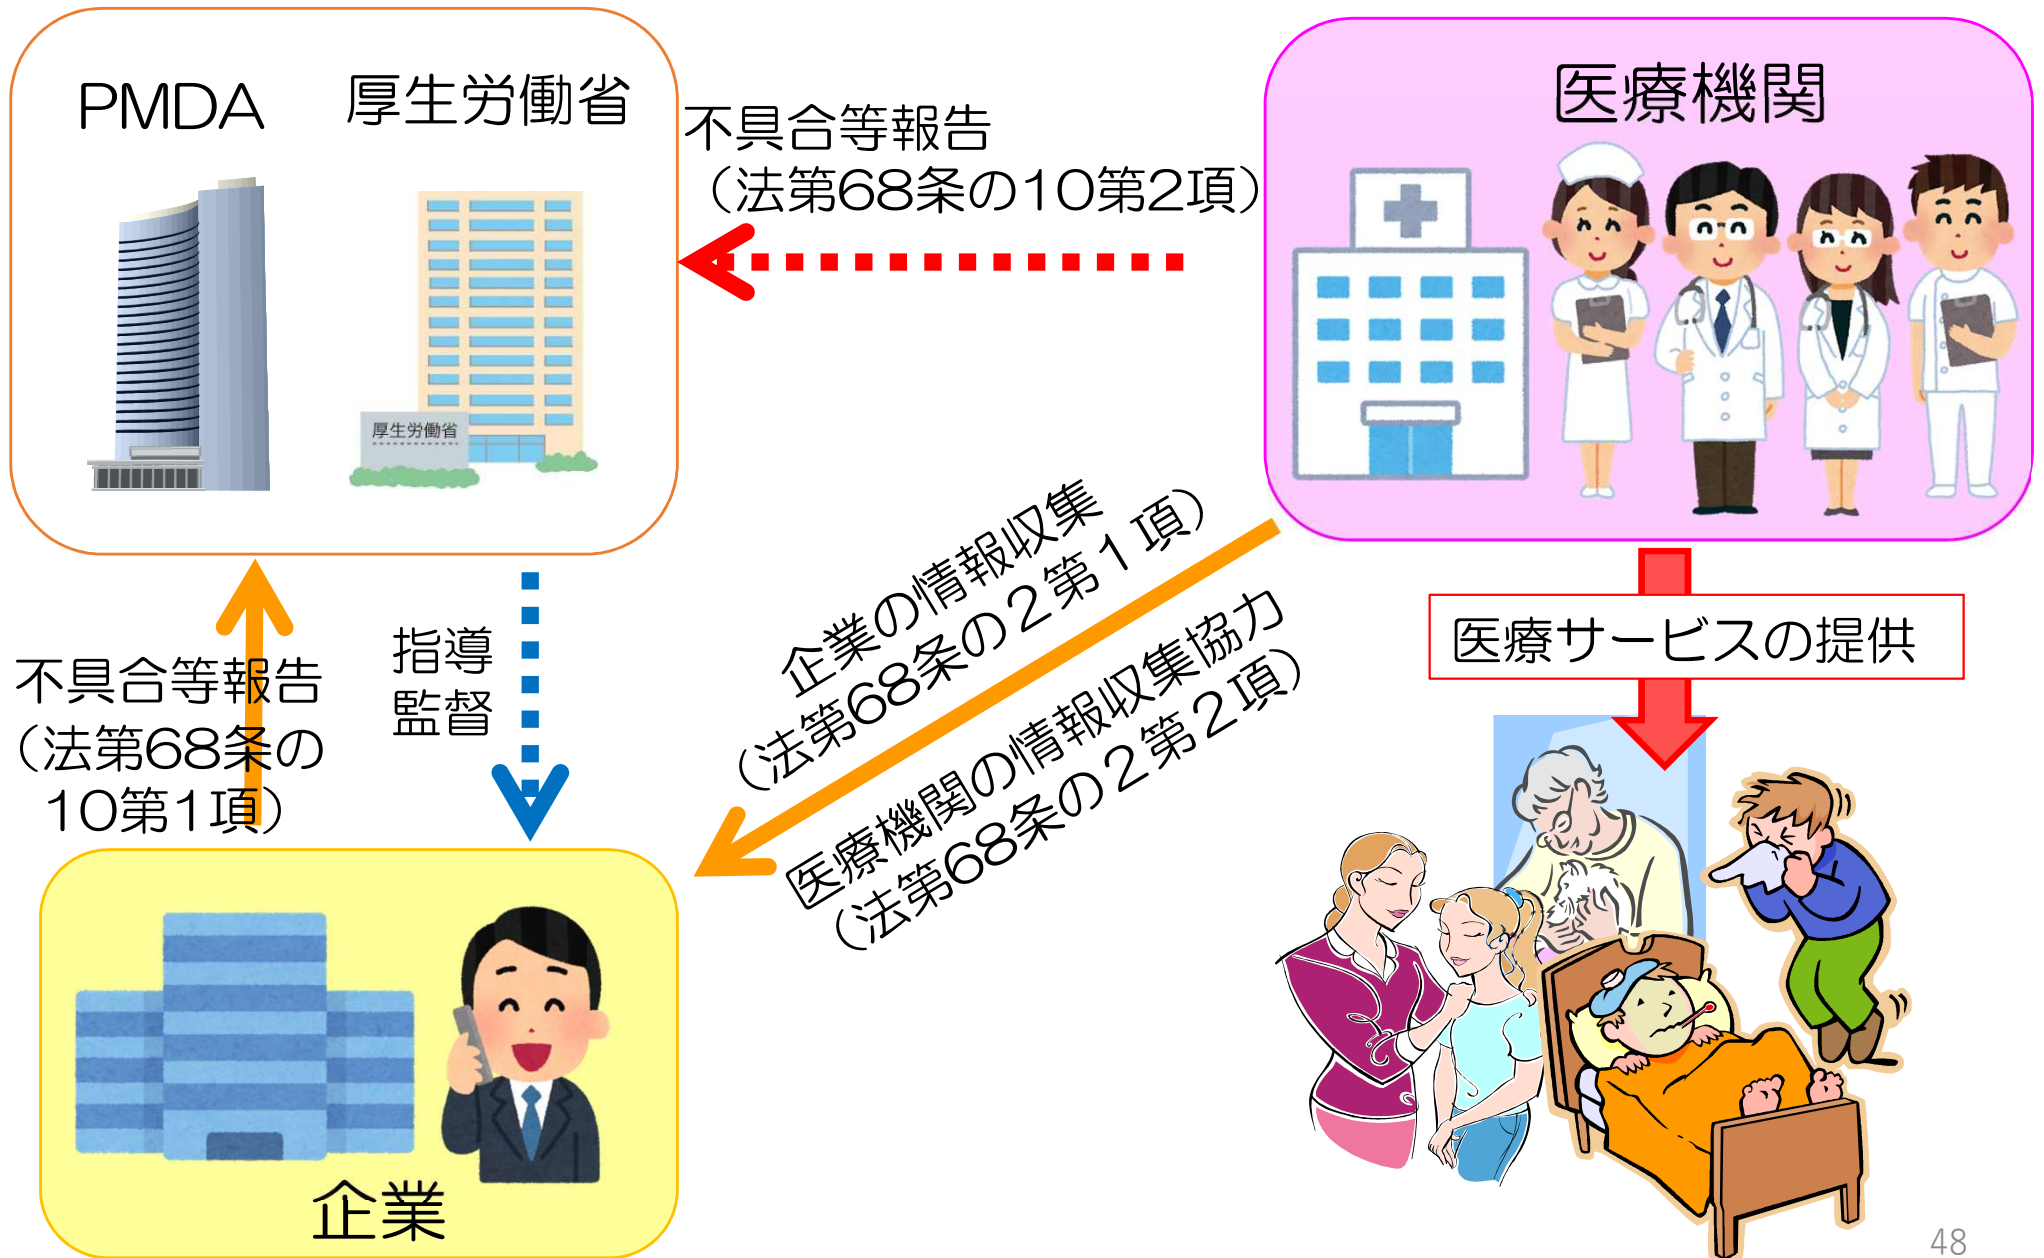 PMDA
厚生労働省
厚生労働省
不具合等報告
（法第68条の10第2項）
医療機関
不具合等報告
（法第68条の
10第1項）
指導
監督
企業の情報収集
（法第68条の２第１項）
医療機関の情報収集協力
（法第68条の２第２項）
医療サービスの提供
企業
48